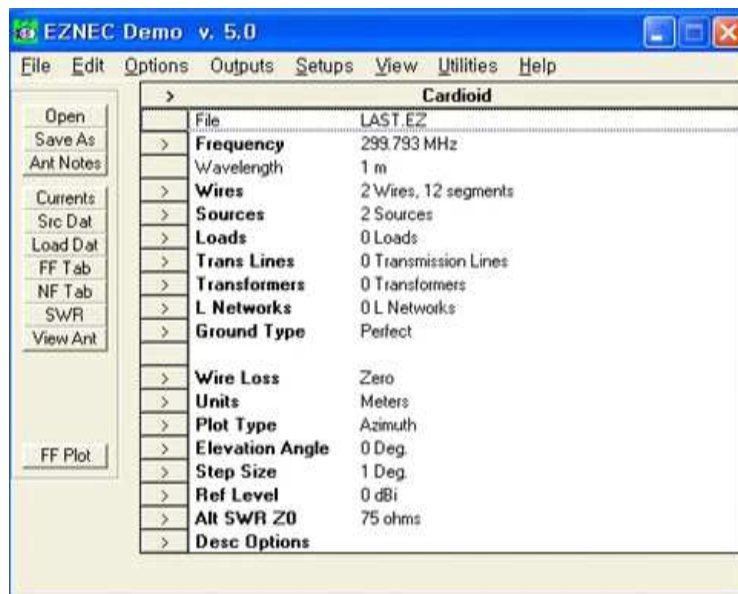 EZNEC Demo v. 5.0
File Edit Options Outputs Setups View Utilities Help
Open
Save As
Ant Notes
Currents
Src Dat
Load Dat
FF Tab
NF Tab
SWR
View Ant
FF Plot
> Cardioid
File LAST.EZ
> Frequency 299.793 MHz
Wavelength 1 m
> Wires 2 Wires, 12 segments
> Sources 2 Sources
> Loads 0 Loads
> Trans Lines 0 Transmission Lines
> Transformers 0 Transformers
> L Networks 0 L Networks
> Ground Type Perfect
> Wire Loss Zero
> Units Meters
> Plot Type Azimuth
> Elevation Angle 0 Deg.
> Step Size 1 Deg.
> Ref Level 0 dBi
> Alt SWR Z0 75 ohms
> Desc Options